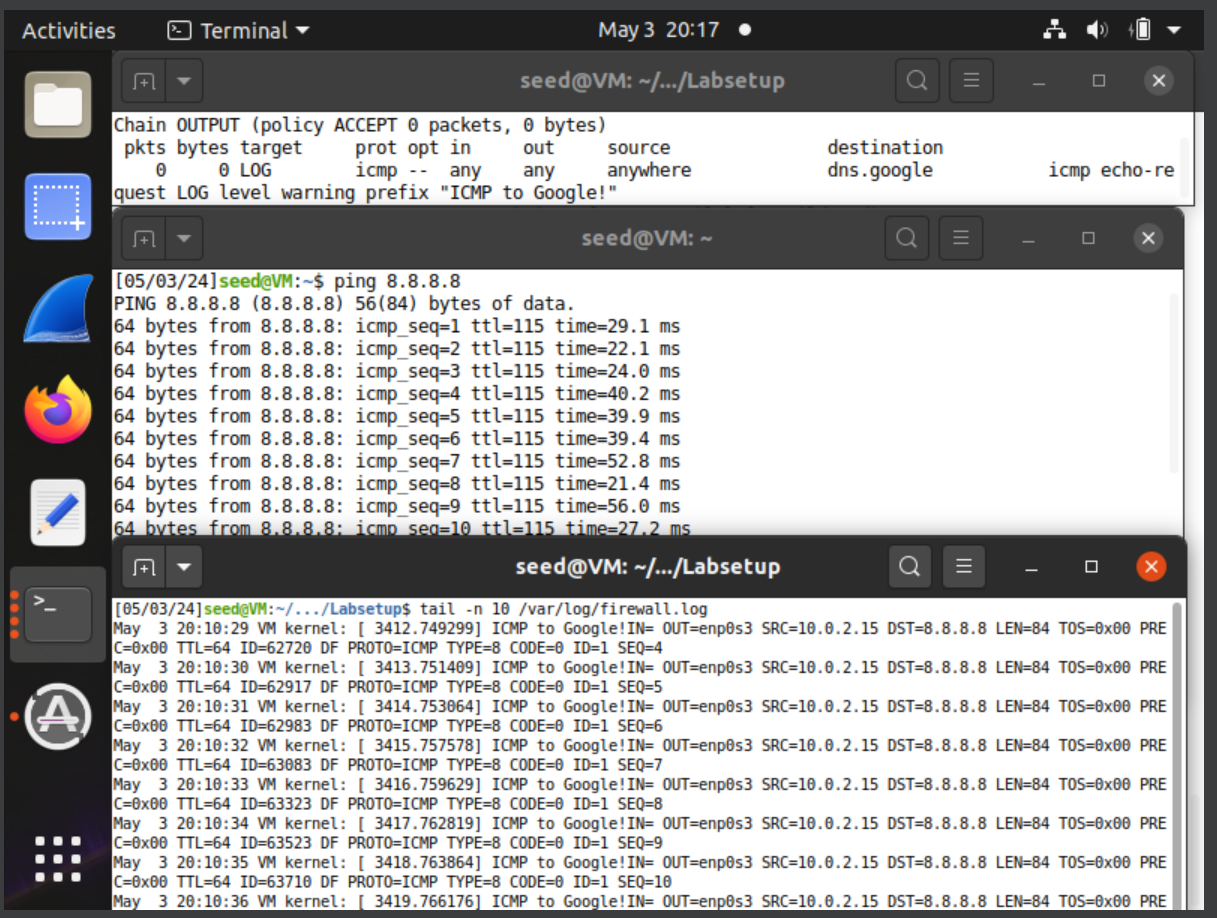 Activities Terminal May 3 20:17
seed@VM: ~/.../Labsetup
Chain OUTPUT (policy ACCEPT 0 packets, 0 bytes)
pkts bytes target prot opt in out source destination
0 0 LOG icmp -- any any anywhere dns.google icmp echo-re
quest LOG level warning prefix "ICMP to Google!"
seed@VM: ~
[05/03/24]seed@VM:~$ ping 8.8.8.8
PING 8.8.8.8 (8.8.8.8) 56(84) bytes of data.
64 bytes from 8.8.8.8: icmp_seq=1 ttl=115 time=29.1 ms
64 bytes from 8.8.8.8: icmp_seq=2 ttl=115 time=22.1 ms
64 bytes from 8.8.8.8: icmp_seq=3 ttl=115 time=24.0 ms
64 bytes from 8.8.8.8: icmp_seq=4 ttl=115 time=40.2 ms
64 bytes from 8.8.8.8: icmp_seq=5 ttl=115 time=39.9 ms
64 bytes from 8.8.8.8: icmp_seq=6 ttl=115 time=39.4 ms
64 bytes from 8.8.8.8: icmp_seq=7 ttl=115 time=52.8 ms
64 bytes from 8.8.8.8: icmp_seq=8 ttl=115 time=21.4 ms
64 bytes from 8.8.8.8: icmp_seq=9 ttl=115 time=56.0 ms
64 bytes from 8.8.8.8: icmp_seq=10 ttl=115 time=27.2 ms
seed@VM: ~/.../Labsetup
[05/03/24]seed@VM:~/.../Labsetup$ tail -n 10 /var/log/firewall.log
May 3 20:10:29 VM kernel: [ 3412.749299] ICMP to Google!IN= OUT=enp0s3 SRC=10.0.2.15 DST=8.8.8.8 LEN=84 TOS=0x00 PRE
C=0x00 TTL=64 ID=62720 DF PROTO=ICMP TYPE=8 CODE=0 ID=1 SEQ=4
May 3 20:10:30 VM kernel: [ 3413.751409] ICMP to Google!IN= OUT=enp0s3 SRC=10.0.2.15 DST=8.8.8.8 LEN=84 TOS=0x00 PRE
C=0x00 TTL=64 ID=62917 DF PROTO=ICMP TYPE=8 CODE=0 ID=1 SEQ=5
May 3 20:10:31 VM kernel: [ 3414.753064] ICMP to Google!IN= OUT=enp0s3 SRC=10.0.2.15 DST=8.8.8.8 LEN=84 TOS=0x00 PRE
C=0x00 TTL=64 ID=62983 DF PROTO=ICMP TYPE=8 CODE=0 ID=1 SEQ=6
May 3 20:10:32 VM kernel: [ 3415.757578] ICMP to Google!IN= OUT=enp0s3 SRC=10.0.2.15 DST=8.8.8.8 LEN=84 TOS=0x00 PRE
C=0x00 TTL=64 ID=63083 DF PROTO=ICMP TYPE=8 CODE=0 ID=1 SEQ=7
May 3 20:10:33 VM kernel: [ 3416.759629] ICMP to Google!IN= OUT=enp0s3 SRC=10.0.2.15 DST=8.8.8.8 LEN=84 TOS=0x00 PRE
C=0x00 TTL=64 ID=63323 DF PROTO=ICMP TYPE=8 CODE=0 ID=1 SEQ=8
May 3 20:10:34 VM kernel: [ 3417.762819] ICMP to Google!IN= OUT=enp0s3 SRC=10.0.2.15 DST=8.8.8.8 LEN=84 TOS=0x00 PRE
C=0x00 TTL=64 ID=63523 DF PROTO=ICMP TYPE=8 CODE=0 ID=1 SEQ=9
May 3 20:10:35 VM kernel: [ 3418.763864] ICMP to Google!IN= OUT=enp0s3 SRC=10.0.2.15 DST=8.8.8.8 LEN=84 TOS=0x00 PRE
C=0x00 TTL=64 ID=63710 DF PROTO=ICMP TYPE=8 CODE=0 ID=1 SEQ=10
May 3 20:10:36 VM kernel: [ 3419.766176] ICMP to Google!IN= OUT=enp0s3 SRC=10.0.2.15 DST=8.8.8.8 LEN=84 TOS=0x00 PRE